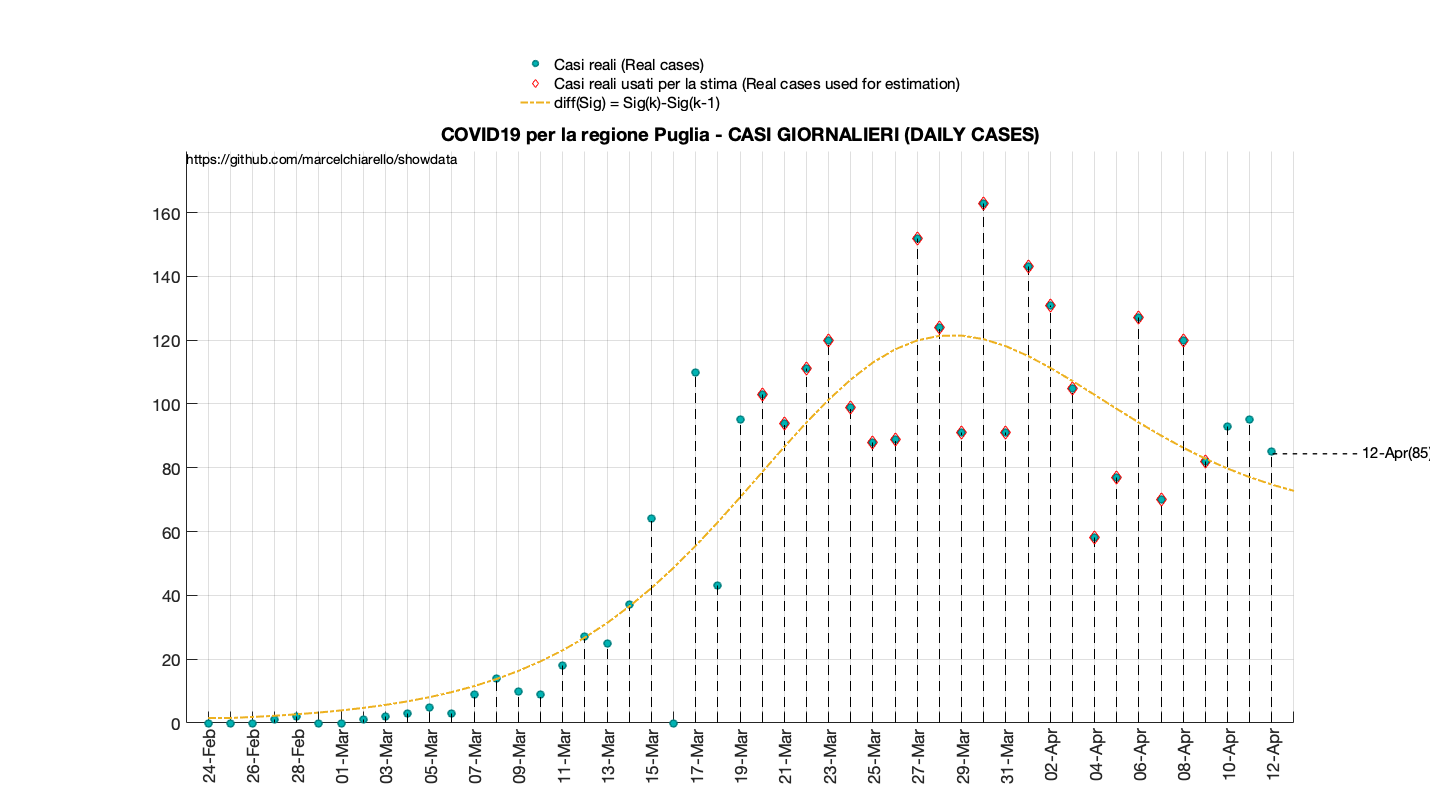 Casi reali (Real cases)
Casi reali usati per la stima (Real cases used for estimation)
diff(Sig) = Sig(k)-Sig(k-1)
COVID19 per la regione Puglia - CASI GIORNALIERI (DAILY CASES)
https://github.com/marcelchiarello/showdata
160
140
120
100
80
60
40
20
0
12-Apr(85)
24-Feb
26-Feb
28-Feb
01-Mar
03-Mar
05-Mar
07-Mar
09-Mar
11-Mar
13-Mar
15-Mar
17-Mar
19-Mar
21-Mar
23-Mar
25-Mar
27-Mar
29-Mar
31-Mar
02-Apr
04-Apr
06-Apr
08-Apr
10-Apr
12-Apr